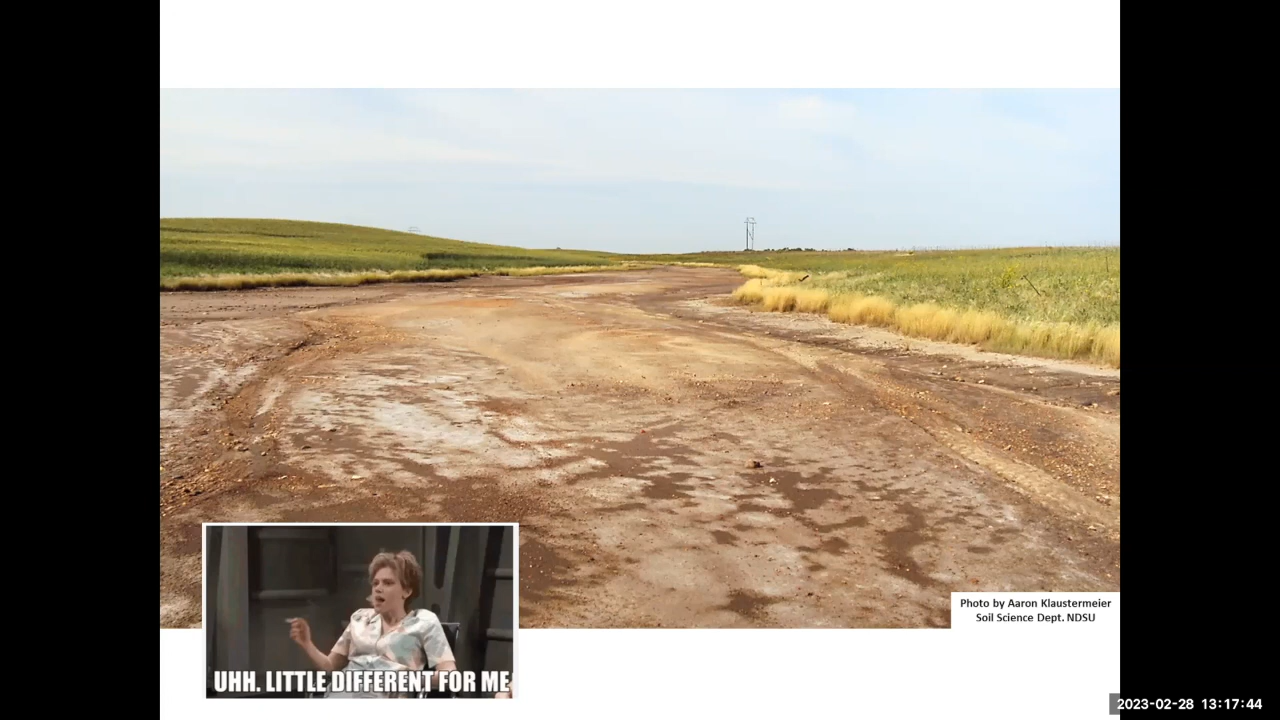 Photo by Aaron Klaustermeier
Soil Science Dept. NDSU
UHH. LITTLE DIFFERENT FOR ME
2023-02-28 13:17:44